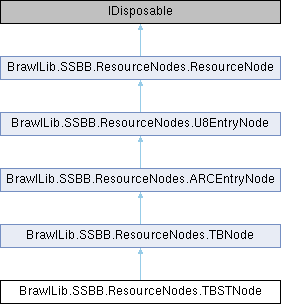 IDisposable
BrawlLib.SSBB.ResourceNodes.ResourceNode
BrawlLib.SSBB.ResourceNodes.U8EntryNode
BrawlLib.SSBB.ResourceNodes.ARCEntryNode
BrawlLib.SSBB.ResourceNodes.TBNode
BrawlLib.SSBB.ResourceNodes.TBSTNode